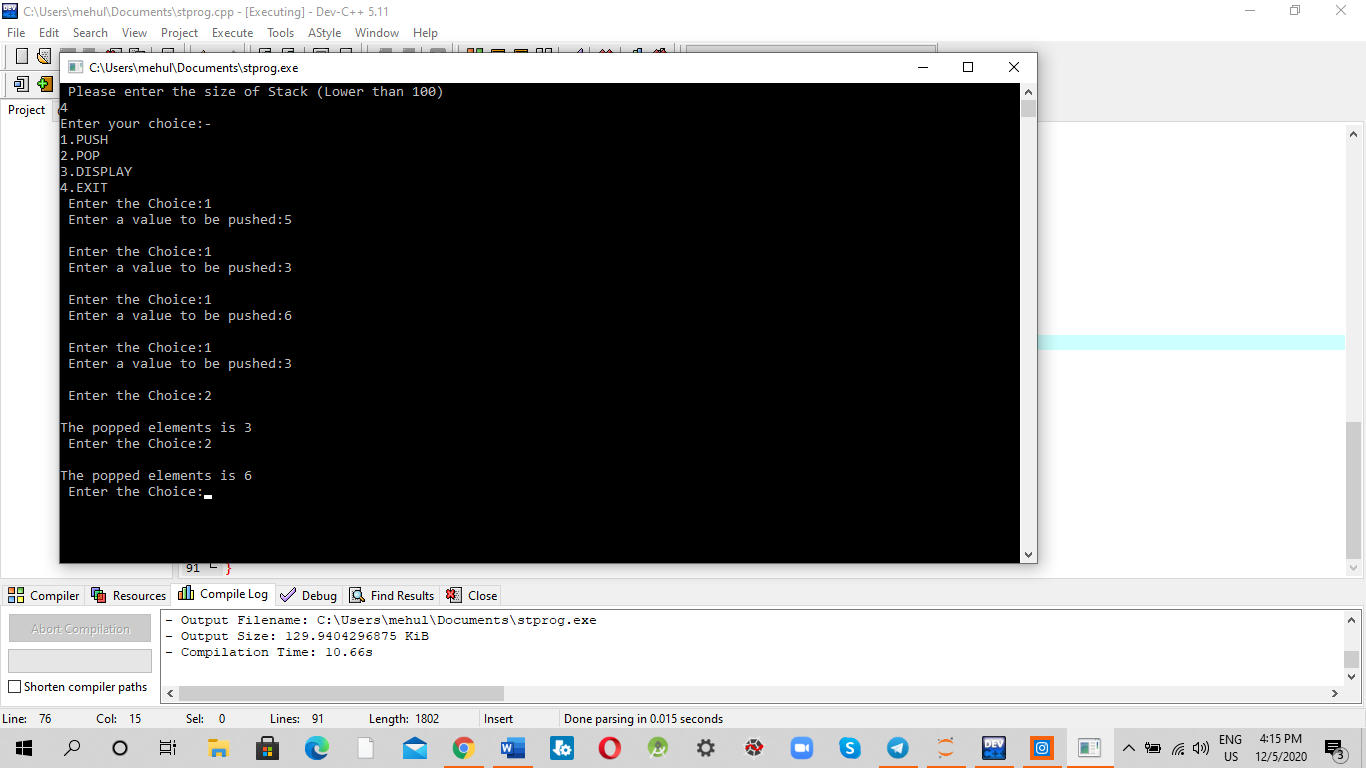 C:\Users\mehul\Documents\stprog.cpp - [Executing] - Dev-C++ 5.11
File Edit Search View Project Execute Tools AStyle Window Help
C:\Users\mehul\Documents\stprog.exe
Project
Please enter the size of Stack (Lower than 100)
4
Enter your choice:-
1.PUSH
2.POP
3.DISPLAY
4.EXIT
Enter the Choice:1
Enter a value to be pushed:5
Enter the Choice:1
Enter a value to be pushed:3
Enter the Choice:1
Enter a value to be pushed:6
Enter the Choice:1
Enter a value to be pushed:3
Enter the Choice:2
The popped elements is 3
Enter the Choice:2
The popped elements is 6
Enter the Choice:
91 }
Compiler Resources Compile Log Debug Find Results Close
Abort Compilation
Shorten compiler paths
- Output Filename: C:\Users\mehul\Documents\stprog.exe
- Output Size: 129.9404296875 KiB
- Compilation Time: 10.66s
Line: 76 Col: 15 Sel: 0 Lines: 91 Length: 1802 Insert Done parsing in 0.015 seconds
DEV
ENG
US
4:15 PM
12/5/2020
3